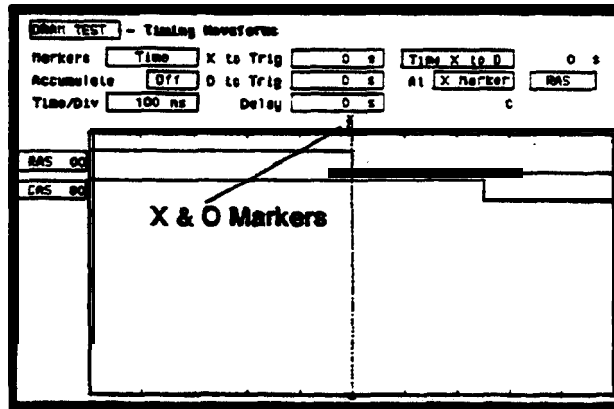 DRAM TEST - Timing Waveforms
Markers Time X to Trig 0 s Time X to O 0 s
Accumulate Off O to Trig 0 s At X Marker RAS
Time/Div 100 ns Delay 0 s
RAS 00
CAS 00
X & O Markers